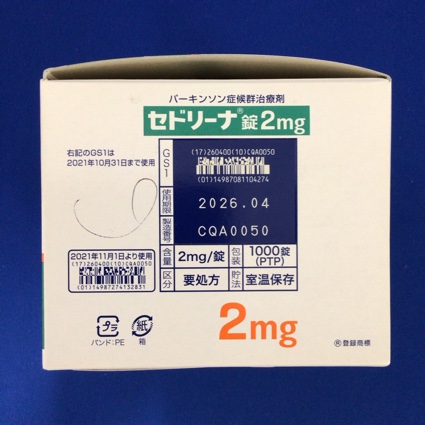 パーキンソン症候群治療剤
セドリーナ®錠2mg
右記のGS1は
2021年10月31日まで使用
GS1
(17)260400(10)CQA0050
(01)14987081104274
使用期限
2026.04
製造番号
CQA0050
2021年11月1日より使用
(17)260400(10)CQA0050
(01)14987274132831
含量
2mg/錠
包装
1000錠
(PTP)
区分
要処方
貯法
室温保存
2mg
プラ
バンド:PE
紙
箱
®登録商標